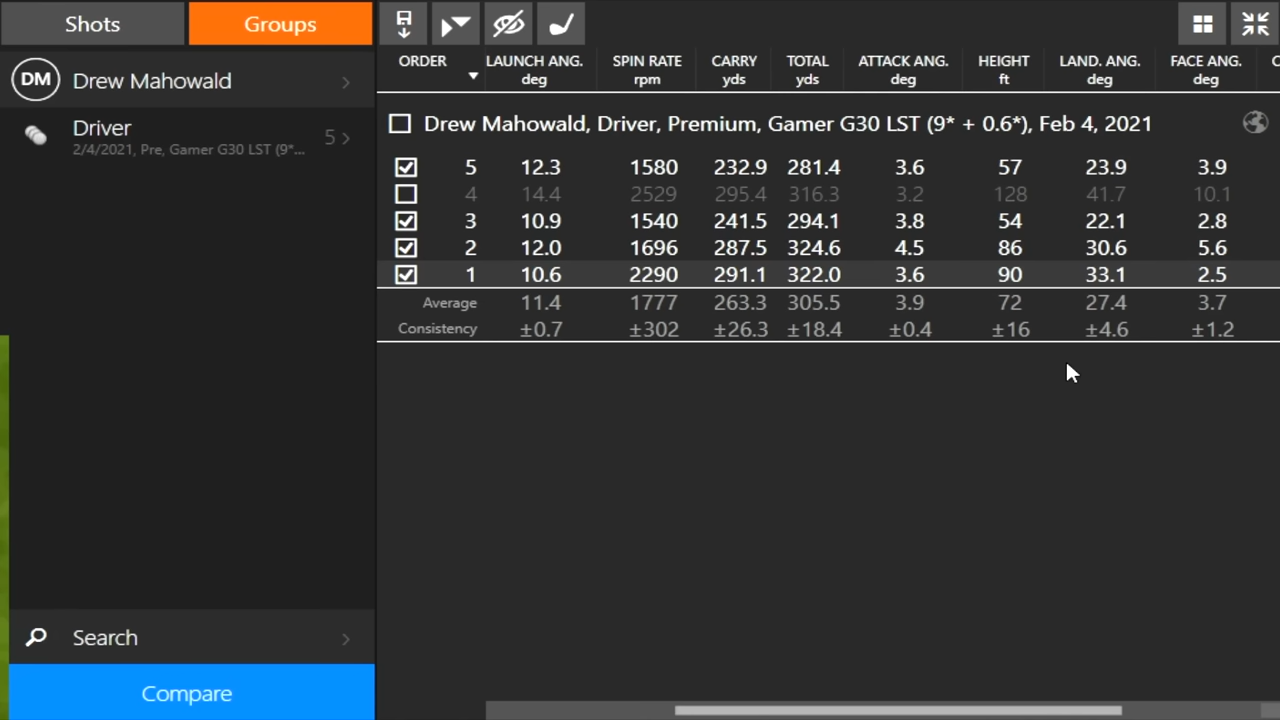 Shots Groups
DM Drew Mahowald
Driver 5
2/4/2021, Pre, Gamer G30 LST (9*...
Search
Compare
ORDER LAUNCH ANG. SPIN RATE CARRY TOTAL ATTACK ANG. HEIGHT LAND. ANG. FACE ANG. C
deg rpm yds yds deg ft deg deg
Drew Mahowald, Driver, Premium, Gamer G30 LST (9* + 0.6*), Feb 4, 2021
5 12.3 1580 232.9 281.4 3.6 57 23.9 3.9
4 14.4 2529 295.4 316.3 3.2 128 41.7 10.1
3 10.9 1540 241.5 294.1 3.8 54 22.1 2.8
2 12.0 1696 287.5 324.6 4.5 86 30.6 5.6
1 10.6 2290 291.1 322.0 3.6 90 33.1 2.5
Average 11.4 1777 263.3 305.5 3.9 72 27.4 3.7
Consistency ±0.7 ±302 ±26.3 ±18.4 ±0.4 ±16 ±4.6 ±1.2